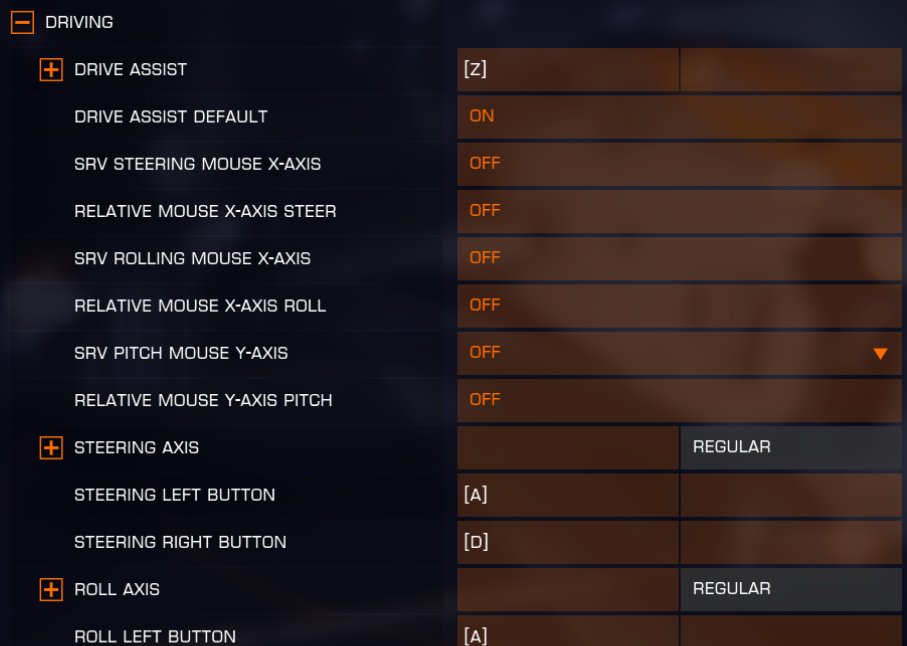 DRIVING
DRIVE ASSIST [Z]
DRIVE ASSIST DEFAULT ON
SRV STEERING MOUSE X-AXIS OFF
RELATIVE MOUSE X-AXIS STEER OFF
SRV ROLLING MOUSE X-AXIS OFF
RELATIVE MOUSE X-AXIS ROLL OFF
SRV PITCH MOUSE Y-AXIS OFF
RELATIVE MOUSE Y-AXIS PITCH OFF
STEERING AXIS REGULAR
STEERING LEFT BUTTON [A]
STEERING RIGHT BUTTON [D]
ROLL AXIS REGULAR
ROLL LEFT BUTTON [A]